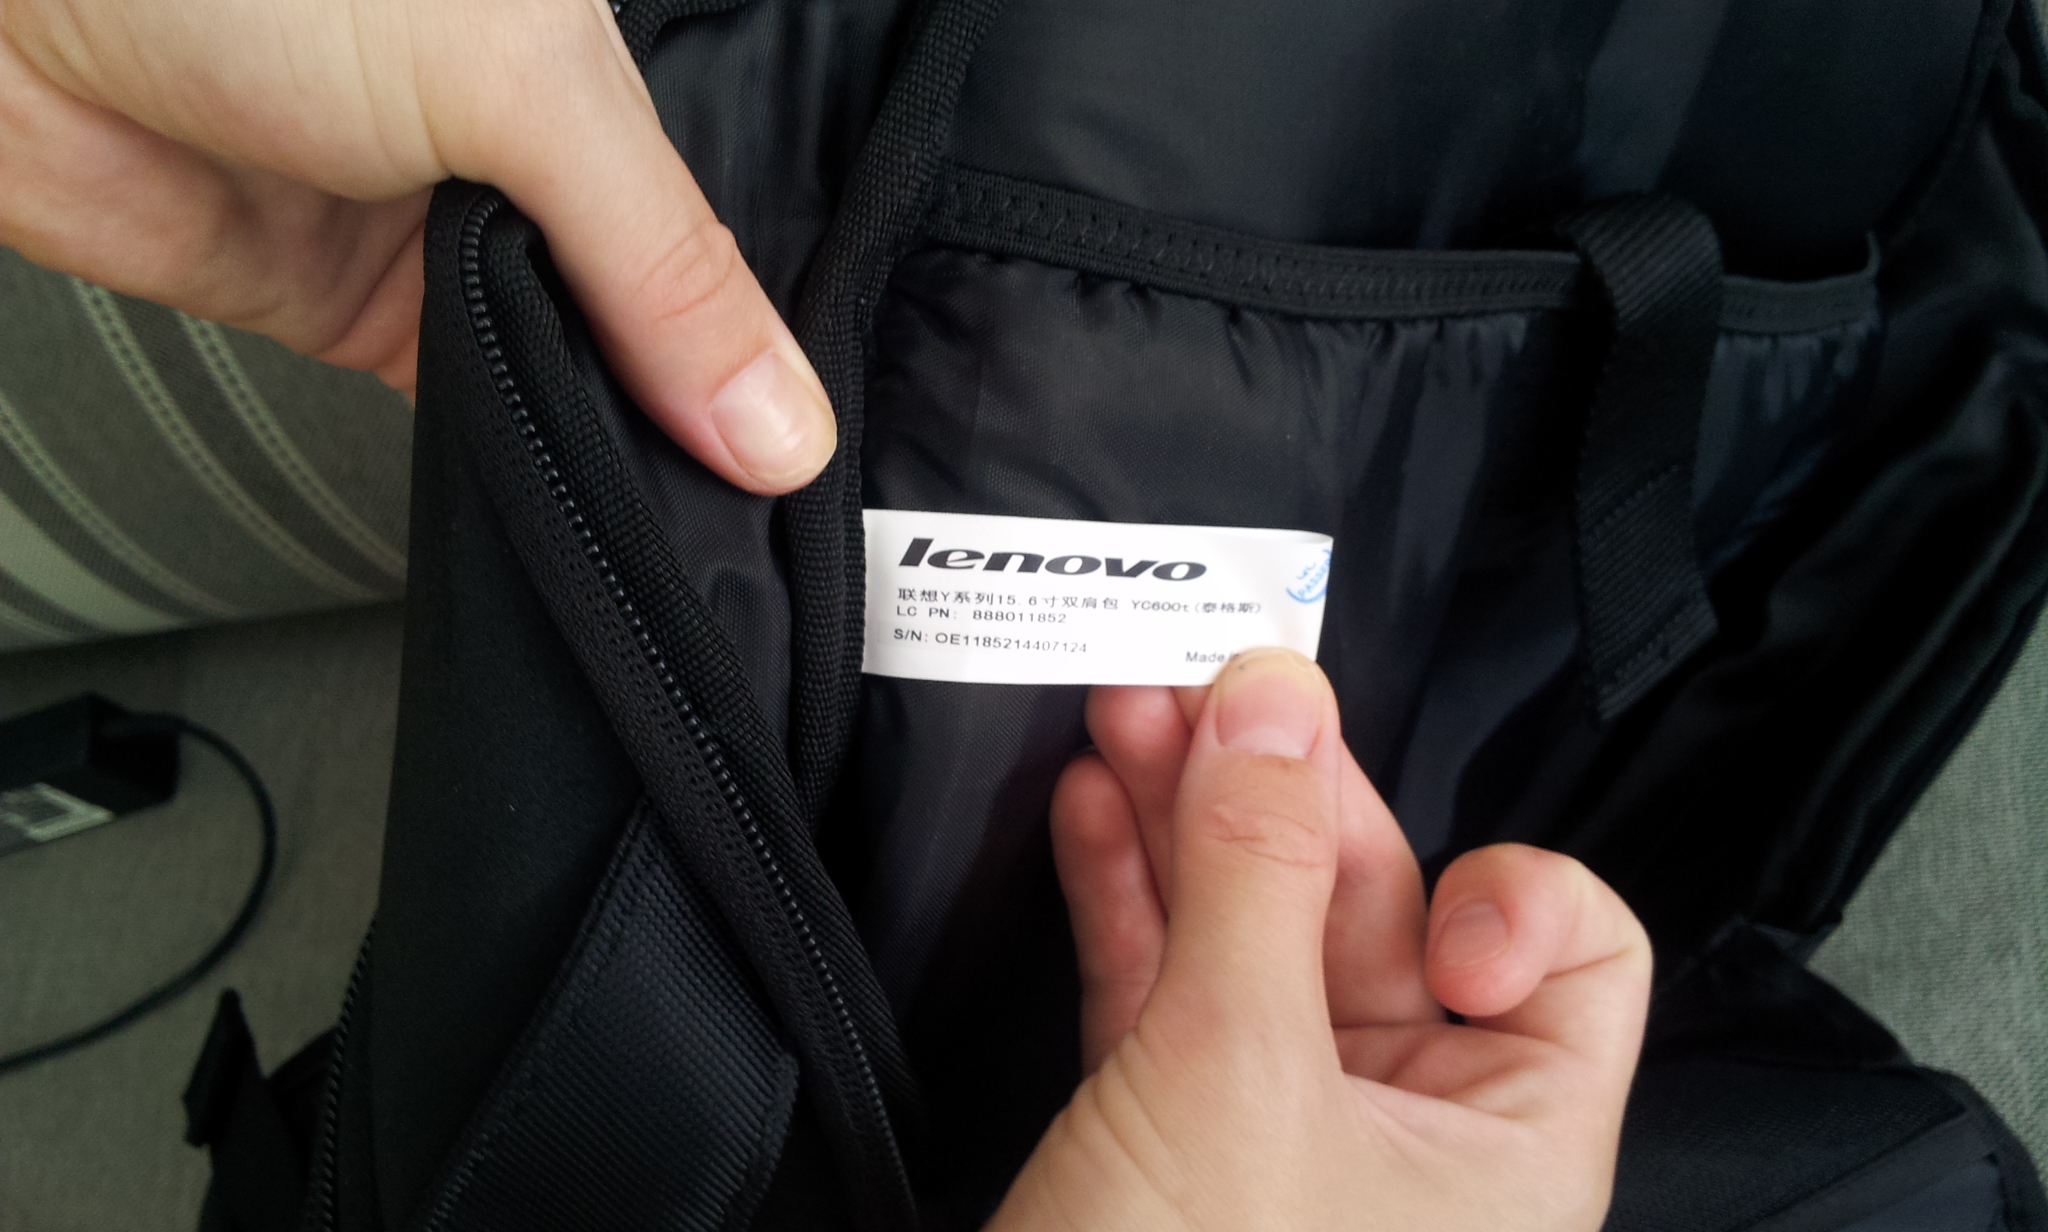 lenovo
联想Y系列15.6寸双肩包 YC600t(泰格斯)
LC PN: 888011852
S/N: OE1185214407124
Made
PASSED